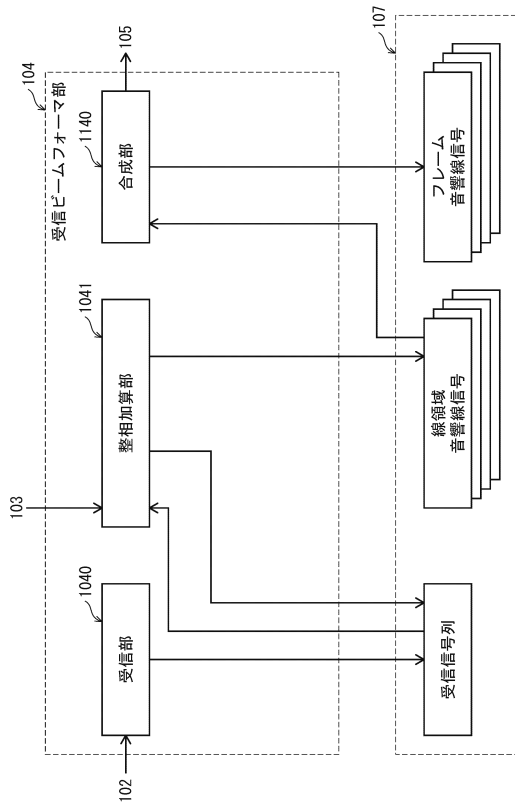 104
受信ビームフォーマ部
102
1040
受信部
103
1041
整相加算部
1140
合成部
105
107
受信信号列
線領域
音響線信号
フレーム
音響線信号